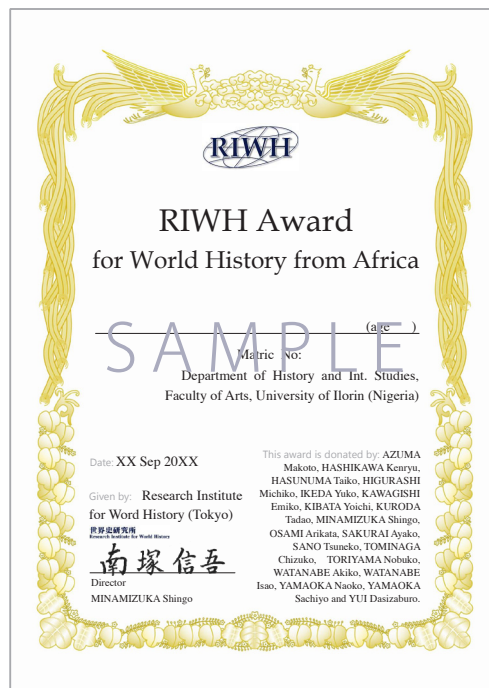 RIWH
RIWH Award
for World History from Africa
(age )
SAMPLE
Matric No:
Department of History and Int. Studies,
Faculty of Arts, University of Ilorin (Nigeria)
Date: XX Sep 20XX
Given by: Research Institute
for Word History (Tokyo)
世界史研究所
Research Institute for World History
南塚信吾
Director
MINAMIZUKA Shingo
This award is donated by: AZUMA
Makoto, HASHIKAWA Kenryu,
HASUNUMA Taiko, HIGURASHI
Michiko, IKEDA Yuko, KAWAGISHI
Emiko, KIBATA Yoichi, KURODA
Tadao, MINAMIZUKA Shingo,
OSAMI Arikata, SAKURAI Ayako,
SANO Tsuneko, TOMINAGA
Chizuko, TORIYAMA Nobuko,
WATANABE Akiko, WATANABE
Isao, YAMAOKA Naoko, YAMAOKA
Sachiyo and YUI Dasizaburo.